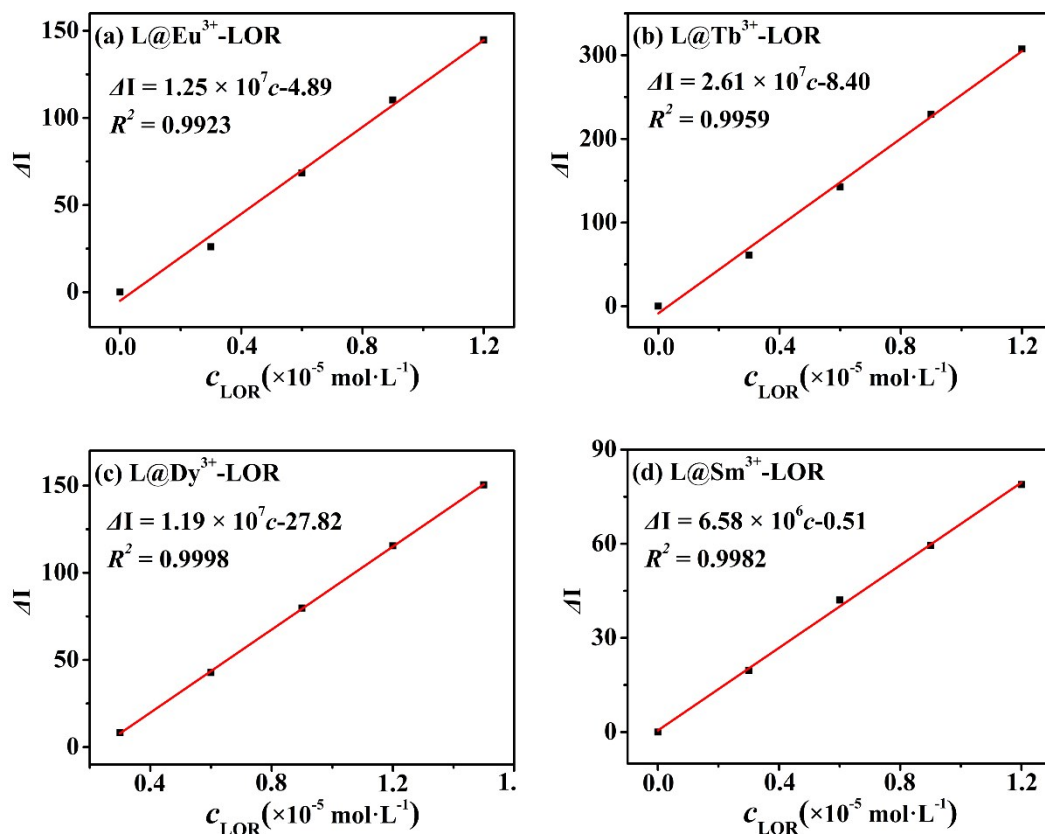 (a) L@Eu³⁺-LOR
ΔI = 1.25 × 10⁷c-4.89
R² = 0.9923
150
100
50
0
ΔI
0.0 0.4 0.8 1.2
c_LOR(×10⁻⁵ mol·L⁻¹)
(b) L@Tb³⁺-LOR
ΔI = 2.61 × 10⁷c-8.40
R² = 0.9959
300
200
100
0
ΔI
0.0 0.4 0.8 1.2
c_LOR(×10⁻⁵ mol·L⁻¹)
(c) L@Dy³⁺-LOR
ΔI = 1.19 × 10⁷c-27.82
R² = 0.9998
150
100
50
0
ΔI
0.4 0.8 1.2 1.
c_LOR(×10⁻⁵ mol·L⁻¹)
(d) L@Sm³⁺-LOR
ΔI = 6.58 × 10⁶c-0.51
R² = 0.9982
90
60
30
0
ΔI
0.0 0.4 0.8 1.2
c_LOR(×10⁻⁵ mol·L⁻¹)